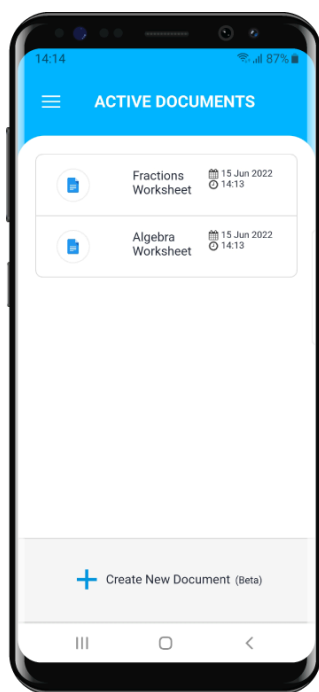 14:14 87%
ACTIVE DOCUMENTS
Fractions
Worksheet
15 Jun 2022
14:13
Algebra
Worksheet
15 Jun 2022
14:13
Create New Document (Beta)